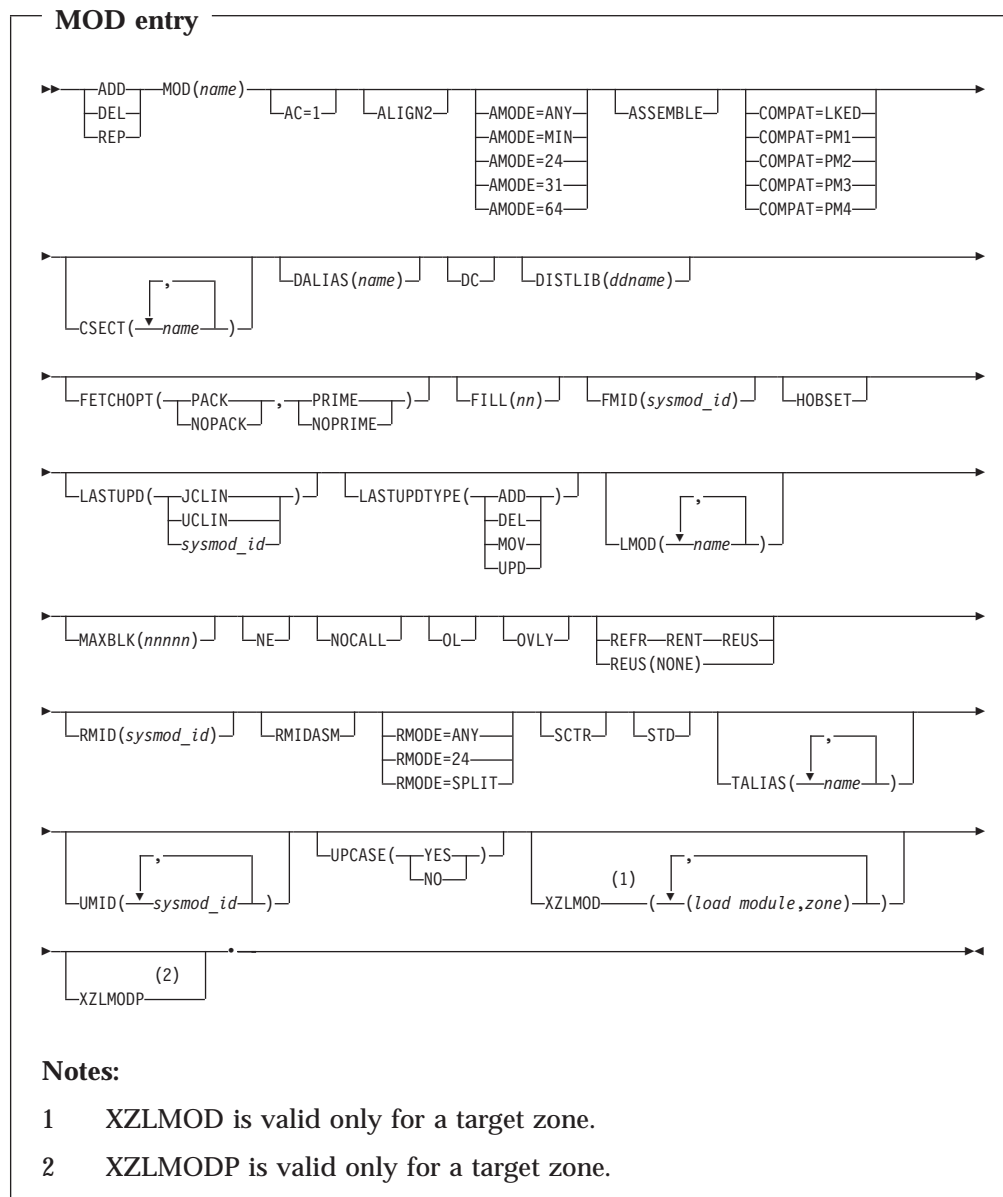 MOD entry
ADD MOD(name) AC=1 ALIGN2 AMODE=ANY ASSEMBLE COMPAT=LKED
DEL AMODE=MIN COMPAT=PM1
REP AMODE=24 COMPAT=PM2
AMODE=31 COMPAT=PM3
AMODE=64 COMPAT=PM4
DALIAS(name) DC DISTLIB(ddname)
,
CSECT( name )
FETCHOPT( PACK , PRIME ) FILL(nn) FMID(sysmod_id) HOBSET
NOPACK NOPRIME
LASTUPD( JCLIN ) LASTUPDTYPE( ADD )
UCLIN DEL ,
sysmod_id MOV LMOD( name )
UPD
MAXBLK(nnnnn) NE NOCALL OL OVLY REFR RENT REUS
REUS(NONE)
RMID(sysmod_id) RMIDASM RMODE=ANY SCTR STD
RMODE=24 ,
RMODE=SPLIT TALIAS( name )
UPCASE( YES )
, NO (1) ,
UMID( sysmod_id ) XZLMOD ( (load module,zone) )
.
(2)
XZLMODP
Notes:
1 XZLMOD is valid only for a target zone.
2 XZLMODP is valid only for a target zone.